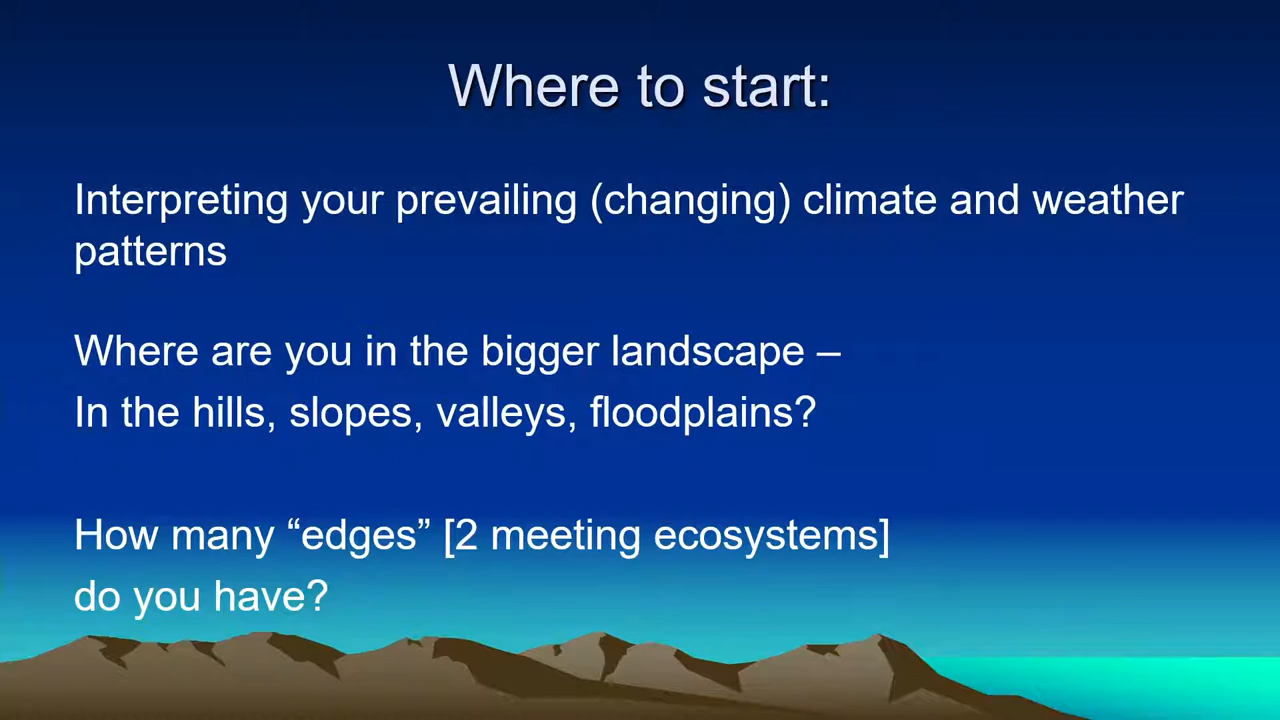 Where to start:
Interpreting your prevailing (changing) climate and weather
patterns
Where are you in the bigger landscape –
In the hills, slopes, valleys, floodplains?
How many “edges” [2 meeting ecosystems]
do you have?